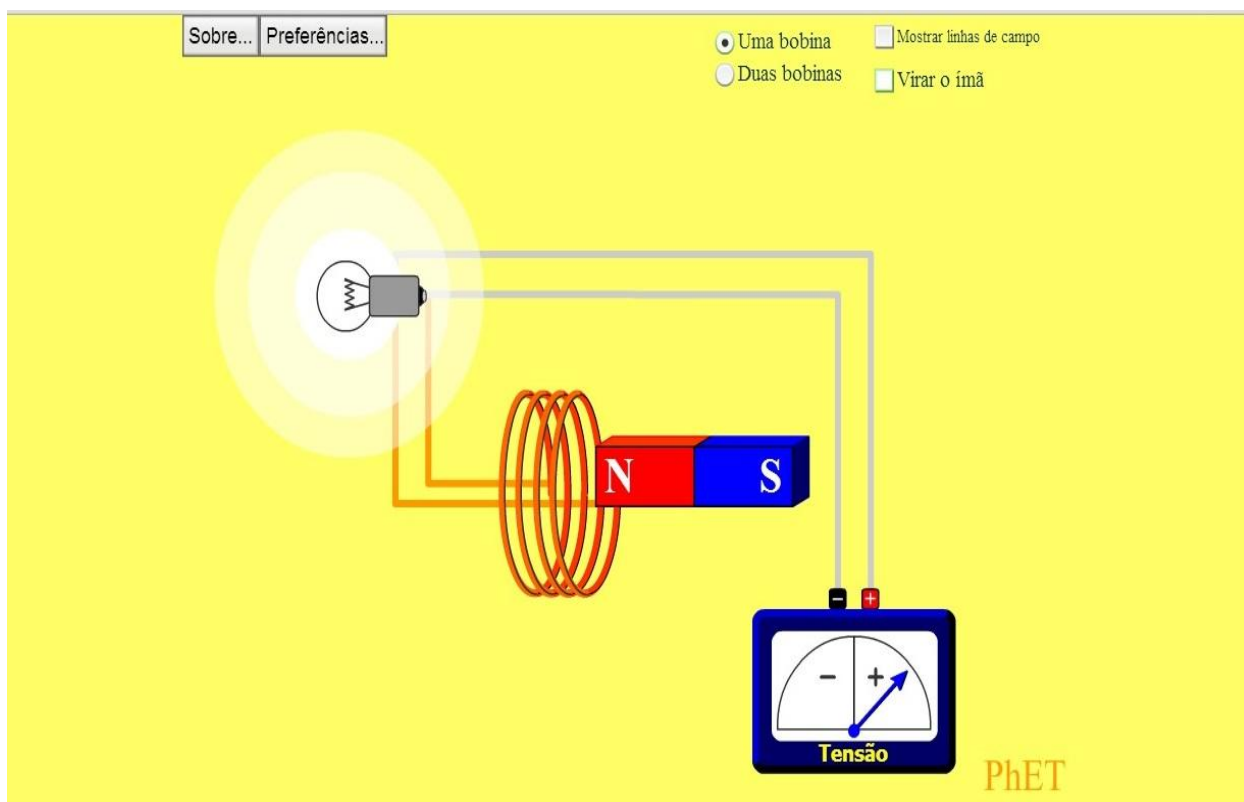 Sobre...
Preferências...
Uma bobina
Duas bobinas
Mostrar linhas de campo
Virar o ímã
N
S
- +
- +
Tensão
PhET